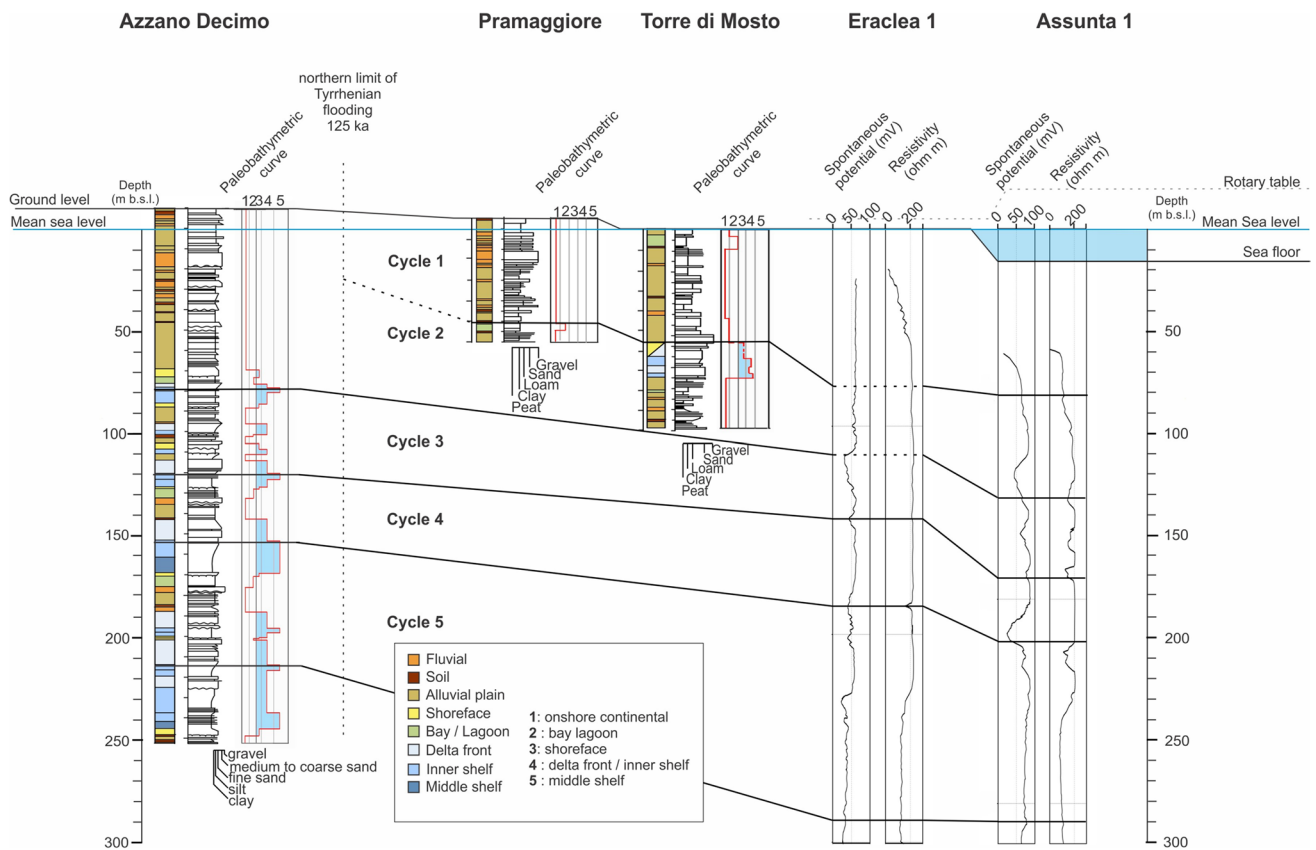 Azzano Decimo
Pramaggiore
Torre di Mosto
Eraclea 1
Assunta 1
northern limit of
Tyrrhenian
flooding
125 ka
Paleobathymetric
curve
Paleobathymetric
curve
Paleobathymetric
curve
Spontaneous
potential (mV)
Resistivity
(ohm m)
Spontaneous
potential (mV)
Resistivity
(ohm m)
Rotary table
Ground level
Depth
(m b.s.l.)
12345
12345
12345
0 50 100
0 200
0 50 100
0 200
Depth
(m b.s.l.)
Mean sea level
Mean Sea level
Sea floor
Cycle 1
Cycle 2
Cycle 3
Cycle 4
Cycle 5
50
100
150
200
250
300
50
100
150
200
250
300
Gravel
Sand
Loam
Clay
Peat
Gravel
Sand
Loam
Clay
Peat
gravel
medium to coarse sand
fine sand
silt
clay
Fluvial
Soil
Alluvial plain
Shoreface
Bay / Lagoon
Delta front
Inner shelf
Middle shelf
1: onshore continental
2 : bay lagoon
3: shoreface
4 : delta front / inner shelf
5 : middle shelf